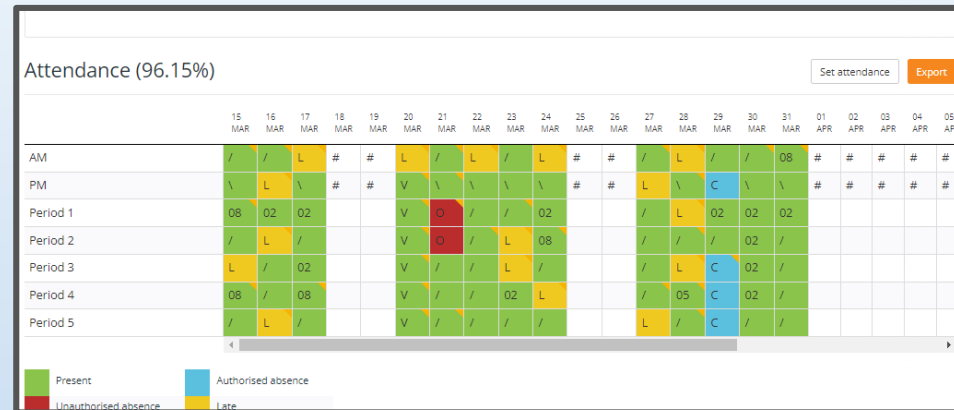 Attendance (96.15%)
Set attendance Export
15 MAR 16 MAR 17 MAR 18 MAR 19 MAR 20 MAR 21 MAR 22 MAR 23 MAR 24 MAR 25 MAR 26 MAR 27 MAR 28 MAR 29 MAR 30 MAR 31 MAR 01 APR 02 APR 03 APR 04 APR 05 APR
AM / / L # # L / L / L # # / L / / 08 # # # # #
PM \ L \ # # V \ \ \ \ # # L \ C \ \ # # # # #
Period 1 08 02 02 V O / / 02 / L 02 02 02
Period 2 / L / V O / L 08 / / / 02 /
Period 3 L / 02 V / / L / / L C 02 /
Period 4 08 / 08 V / / 02 L / 05 C 02 /
Period 5 / L / V / / / / L / C / /
Present Authorised absence
Unauthorised absence Late